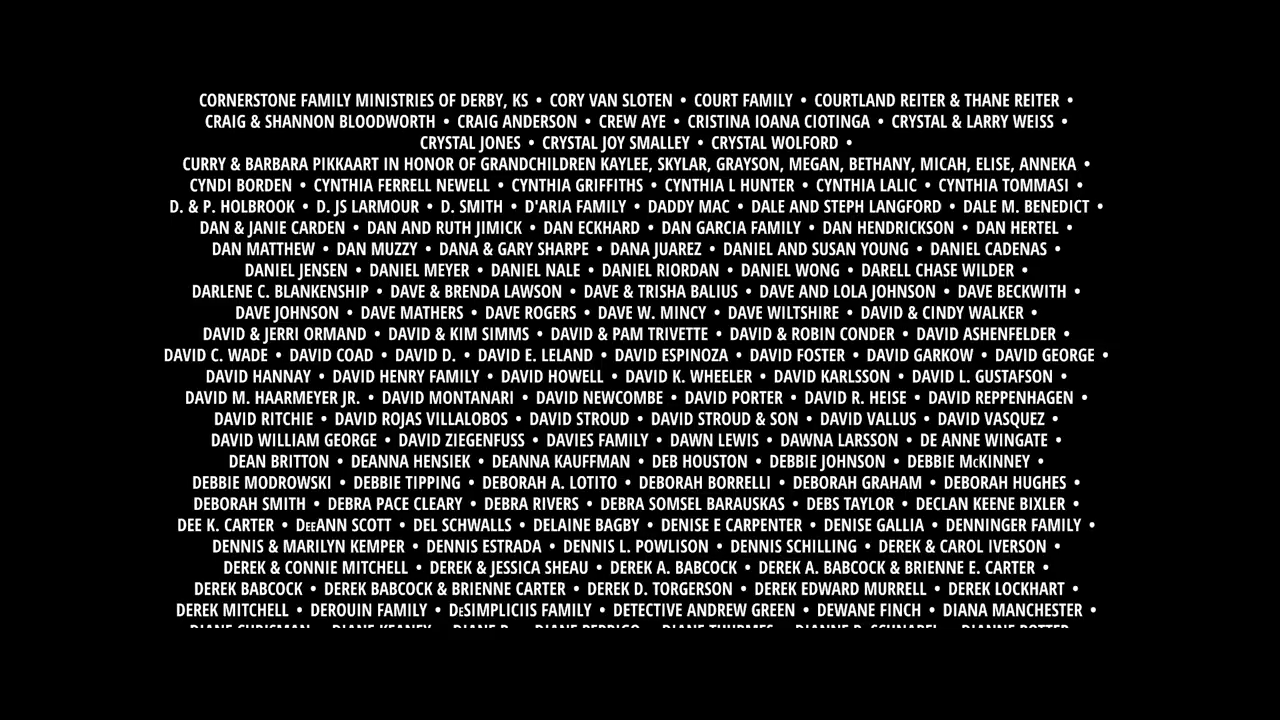 CORNERSTONE FAMILY MINISTRIES OF DERBY, KS • CORY VAN SLOTEN • COURT FAMILY • COURTLAND REITER & THANE REITER •
CRAIG & SHANNON BLOODWORTH • CRAIG ANDERSON • CREW AYE • CRISTINA IOANA CIOTINGA • CRYSTAL & LARRY WEISS •
CRYSTAL JONES • CRYSTAL JOY SMALLEY • CRYSTAL WOLFORD •
CURRY & BARBARA PIKKAART IN HONOR OF GRANDCHILDREN KAYLEE, SKYLAR, GRAYSON, MEGAN, BETHANY, MICAH, ELISE, ANNEKA •
CYNDI BORDEN • CYNTHIA FERRELL NEWELL • CYNTHIA GRIFFITHS • CYNTHIA L HUNTER • CYNTHIA LALIC • CYNTHIA TOMMASI •
D. & P. HOLBROOK • D. JS LARMOUR • D. SMITH • D'ARIA FAMILY • DADDY MAC • DALE AND STEPH LANGFORD • DALE M. BENEDICT •
DAN & JANIE CARDEN • DAN AND RUTH JIMICK • DAN ECKHARD • DAN GARCIA FAMILY • DAN HENDRICKSON • DAN HERTEL •
DAN MATTHEW • DAN MUZZY • DANA & GARY SHARPE • DANA JUAREZ • DANIEL AND SUSAN YOUNG • DANIEL CADENAS •
DANIEL JENSEN • DANIEL MEYER • DANIEL NALE • DANIEL RIORDAN • DANIEL WONG • DARELL CHASE WILDER •
DARLENE C. BLANKENSHIP • DAVE & BRENDA LAWSON • DAVE & TRISHA BALIUS • DAVE AND LOLA JOHNSON • DAVE BECKWITH •
DAVE JOHNSON • DAVE MATHERS • DAVE ROGERS • DAVE W. MINCY • DAVE WILTSHIRE • DAVID & CINDY WALKER •
DAVID & JERRI ORMAND • DAVID & KIM SIMMS • DAVID & PAM TRIVETTE • DAVID & ROBIN CONDER • DAVID ASHENFELDER •
DAVID C. WADE • DAVID COAD • DAVID D. • DAVID E. LELAND • DAVID ESPINOZA • DAVID FOSTER • DAVID GARKOW • DAVID GEORGE •
DAVID HANNAY • DAVID HENRY FAMILY • DAVID HOWELL • DAVID K. WHEELER • DAVID KARLSSON • DAVID L. GUSTAFSON •
DAVID M. HAARMEYER JR. • DAVID MONTANARI • DAVID NEWCOMBE • DAVID PORTER • DAVID R. HEISE • DAVID REPPENHAGEN •
DAVID RITCHIE • DAVID ROJAS VILLALOBOS • DAVID STROUD • DAVID STROUD & SON • DAVID VALLUS • DAVID VASQUEZ •
DAVID WILLIAM GEORGE • DAVID ZIEGENFUSS • DAVIES FAMILY • DAWN LEWIS • DAWNA LARSSON • DE ANNE WINGATE •
DEAN BRITTON • DEANNA HENSIEK • DEANNA KAUFFMAN • DEB HOUSTON • DEBBIE JOHNSON • DEBBIE McKINNEY •
DEBBIE MODROWSKI • DEBBIE TIPPING • DEBORAH A. LOTITO • DEBORAH BORRELLI • DEBORAH GRAHAM • DEBORAH HUGHES •
DEBORAH SMITH • DEBRA PACE CLEARY • DEBRA RIVERS • DEBRA SOMSEL BARAUSKAS • DEBS TAYLOR • DECLAN KEENE BIXLER •
DEE K. CARTER • DeeANN SCOTT • DEL SCHWALLS • DELAINE BAGBY • DENISE E CARPENTER • DENISE GALLIA • DENNINGER FAMILY •
DENNIS & MARILYN KEMPER • DENNIS ESTRADA • DENNIS L. POWLISON • DENNIS SCHILLING • DEREK & CAROL IVERSON •
DEREK & CONNIE MITCHELL • DEREK & JESSICA SHEAU • DEREK A. BABCOCK • DEREK A. BABCOCK & BRIENNE E. CARTER •
DEREK BABCOCK • DEREK BABCOCK & BRIENNE CARTER • DEREK D. TORGERSON • DEREK EDWARD MURRELL • DEREK LOCKHART •
DEREK MITCHELL • DEROUIN FAMILY • DeSIMPLICIIS FAMILY • DETECTIVE ANDREW GREEN • DEWANE FINCH • DIANA MANCHESTER •